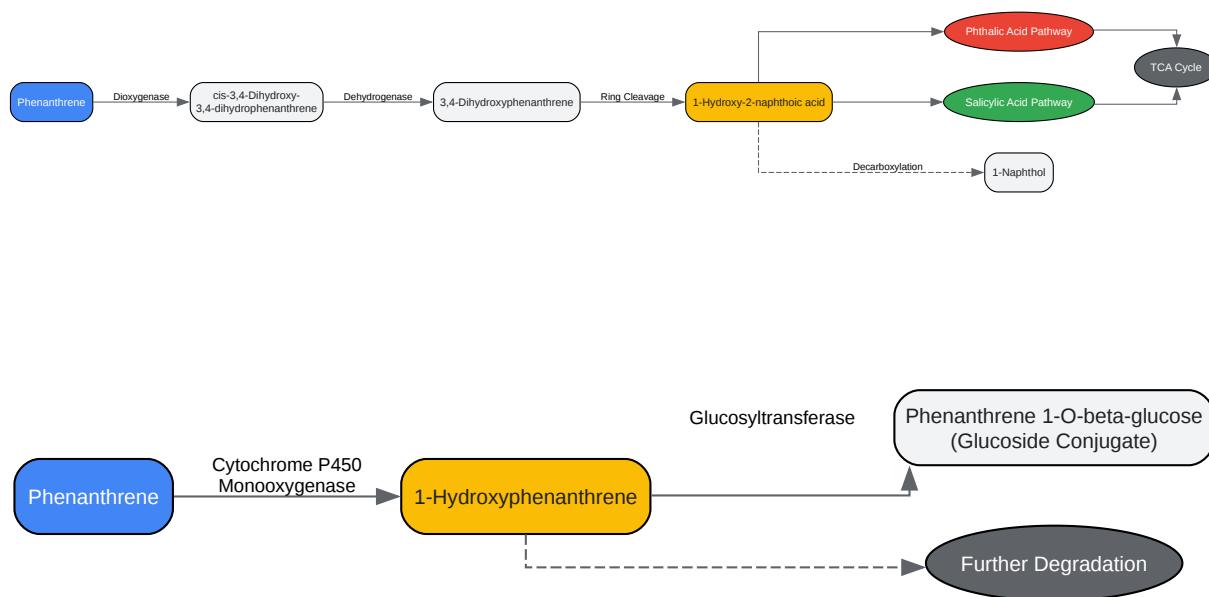 Phthalic Acid Pathway
TCA Cycle
Phenanthrene
Dioxygenase
cis-3,4-Dihydroxy-
3,4-dihydrophenanthrene
Dehydrogenase
3,4-Dihydroxyphenanthrene
Ring Cleavage
1-Hydroxy-2-naphthoic acid
Salicylic Acid Pathway
Decarboxylation
1-Naphthol
Phenanthrene
Cytochrome P450
Monooxygenase
1-Hydroxyphenanthrene
Glucosyltransferase
Phenanthrene 1-O-beta-glucose
(Glucoside Conjugate)
Further Degradation